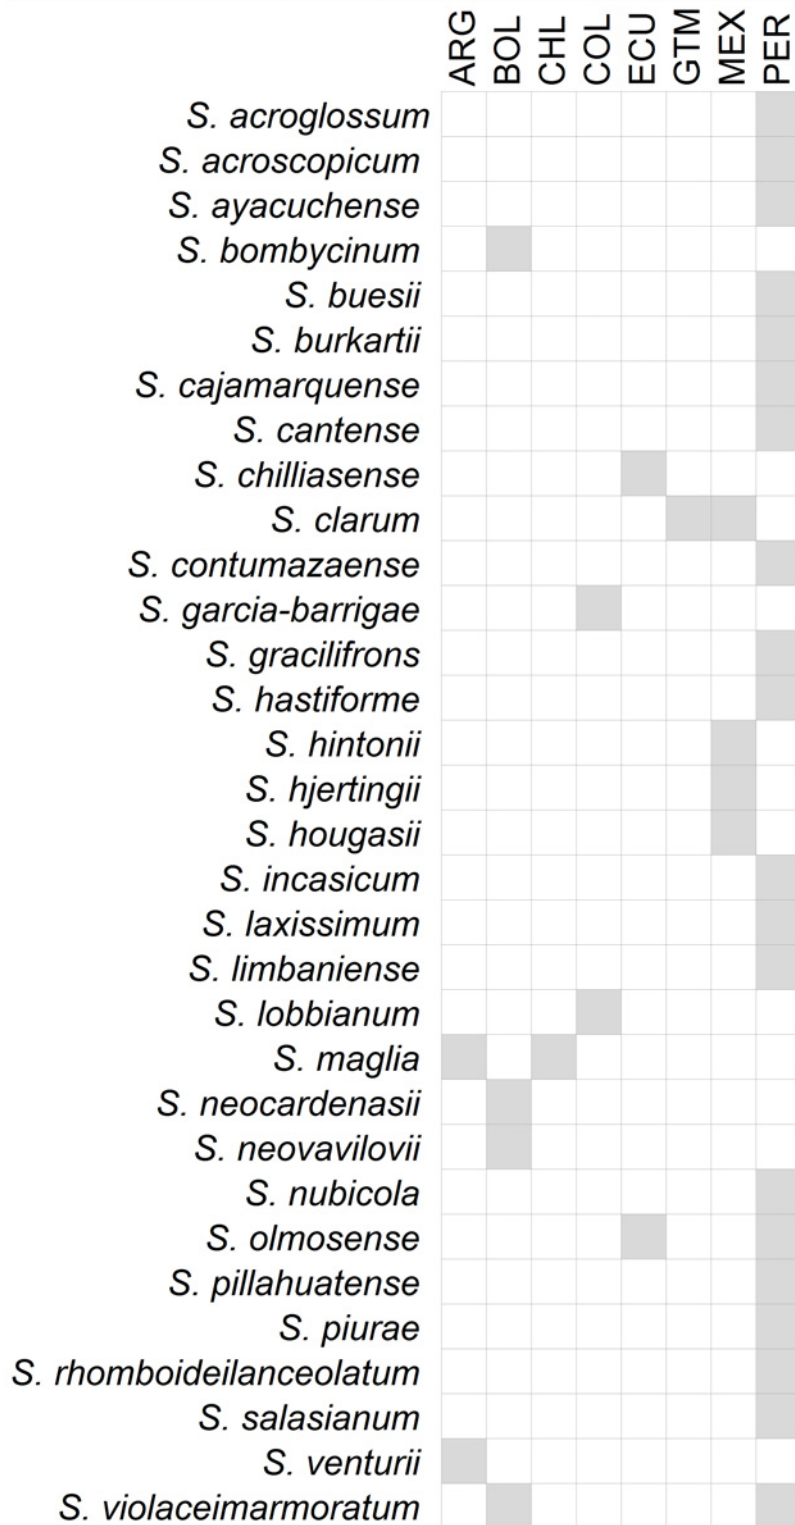 ARG BOL CHL COL ECU GTM MEX PER
S. acroglossum
S. acroscopicum
S. ayacuchense
S. bombycinum
S. buesii
S. burkartii
S. cajamarquense
S. cantense
S. chilliasense
S. clarum
S. contumazaense
S. garcia-barrigae
S. gracilifrons
S. hastiforme
S. hintonii
S. hjertingii
S. hougasii
S. incasicum
S. laxissimum
S. limbaniense
S. lobbianum
S. maglia
S. neocardenasii
S. neovavilovii
S. nubicola
S. olmosense
S. pillahuatense
S. piurae
S. rhomboideilanceolatum
S. salasianum
S. venturii
S. violaceimarmoratum